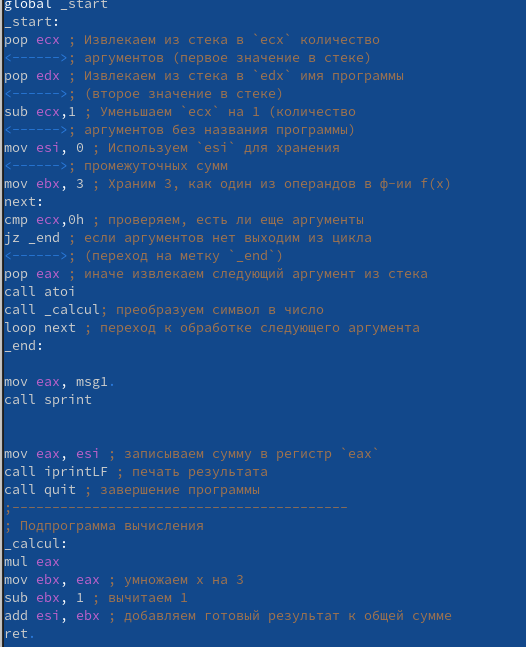 global _start
_start:
pop ecx ; Извлекаем из стека в `ecx` количество
<------>; аргументов (первое значение в стеке)
pop edx ; Извлекаем из стека в `edx` имя программы
<------>; (второе значение в стеке)
sub ecx,1 ; Уменьшаем `ecx` на 1 (количество
<------>; аргументов без названия программы)
mov esi, 0 ; Используем `esi` для хранения
<------>; промежуточных сумм
mov ebx, 3 ; Храним 3, как один из операндов в ф-ии f(x)
next:
cmp ecx,0h ; проверяем, есть ли еще аргументы
jz _end ; если аргументов нет выходим из цикла
<------>; (переход на метку `_end`)
pop eax ; иначе извлекаем следующий аргумент из стека
call atoi
call _calcul; преобразуем символ в число
loop next ; переход к обработке следующего аргумента
_end:
mov eax, msg1.
call sprint
mov eax, esi ; записываем сумму в регистр `eax`
call iprintLF ; печать результата
call quit ; завершение программы
;------------------------------------------
; Подпрограмма вычисления
_calcul:
mul eax
mov ebx, eax ; умножаем x на 3
sub ebx, 1 ; вычитаем 1
add esi, ebx ; добавляем готовый результат к общей сумме
ret.